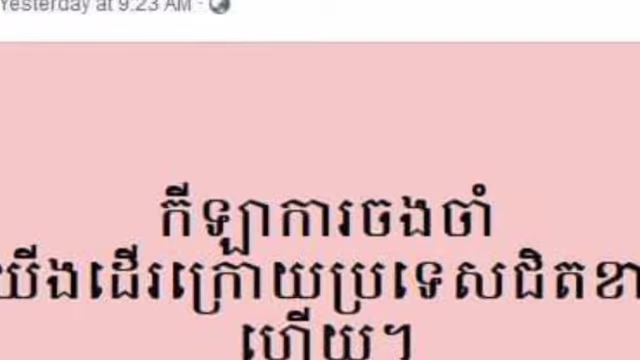 Yesterday at 9:23 AM ·
កីឡាការចងចាំ
យើងដើរក្រោយប្រទេសជិតខា
ហើយៗ